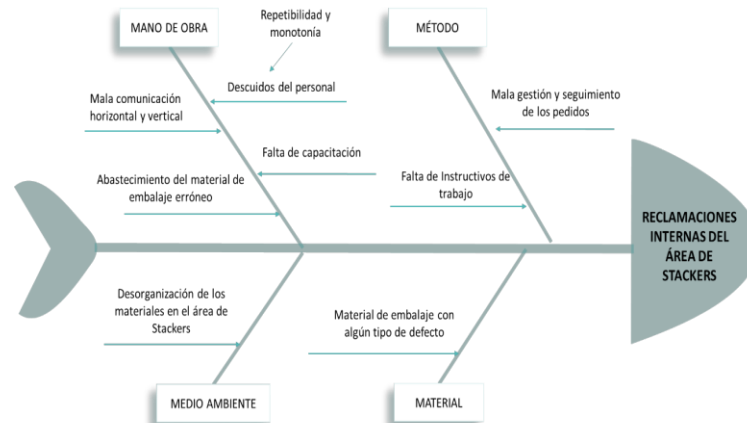 Repetibilidad y
monotonía
MANO DE OBRA
MÉTODO
Descuidos del personal
Mala comunicación
horizontal y vertical
Mala gestión y seguimiento
de los pedidos
Falta de capacitación
Abastecimiento del material de
embalaje erróneo
Falta de Instructivos de
trabajo
RECLAMACIONES
INTERNAS DEL
ÁREA DE
STACKERS
Desorganización de los
materiales en el área de
Stackers
Material de embalaje con
algún tipo de defecto
MEDIO AMBIENTE
MATERIAL